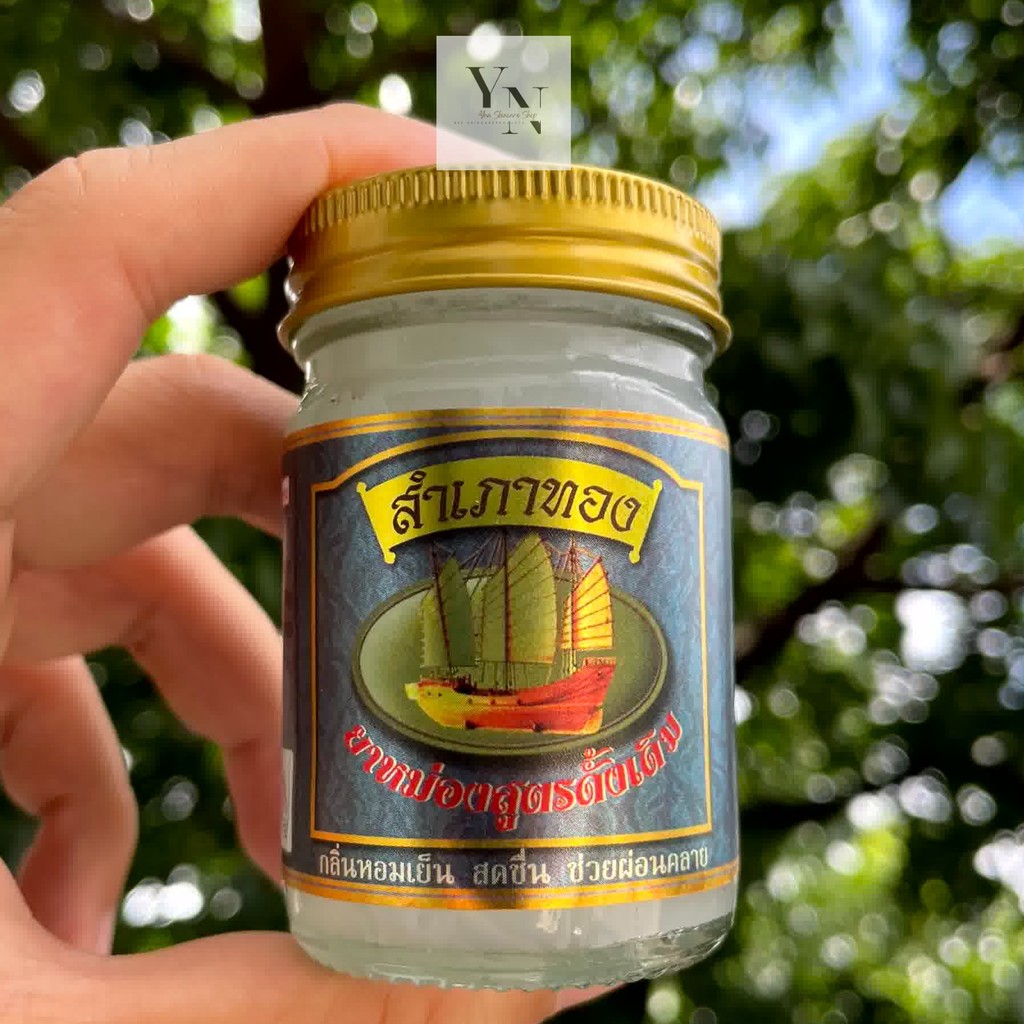 YN
สำเภาทอง
ยาหม่องสูตรดั้งเดิม
กลิ่นหอมเย็น สดชื่น ช่วยผ่อนคลาย